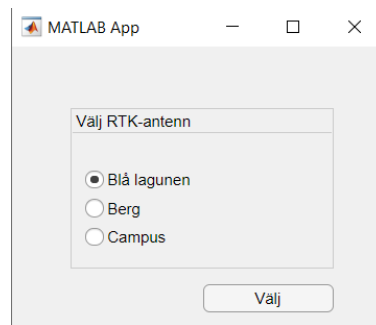 MATLAB App
Välj RTK-antenn
Blå lagunen
Berg
Campus
Välj